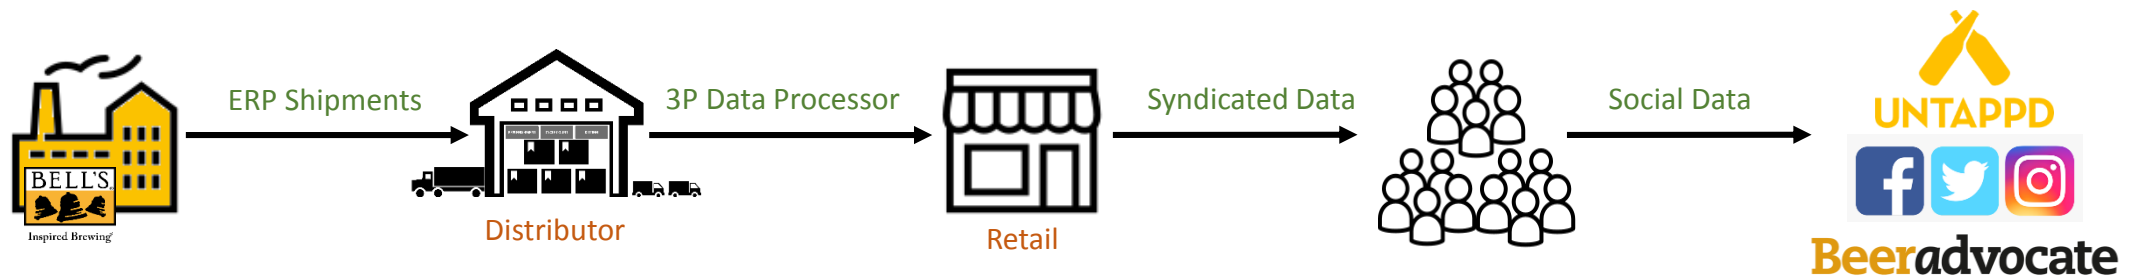 ERP Shipments
3P Data Processor
Syndicated Data
Social Data
UNTAPPD
BELL'S
Inspired Brewing
Distributor
Retail
Beeradvocate